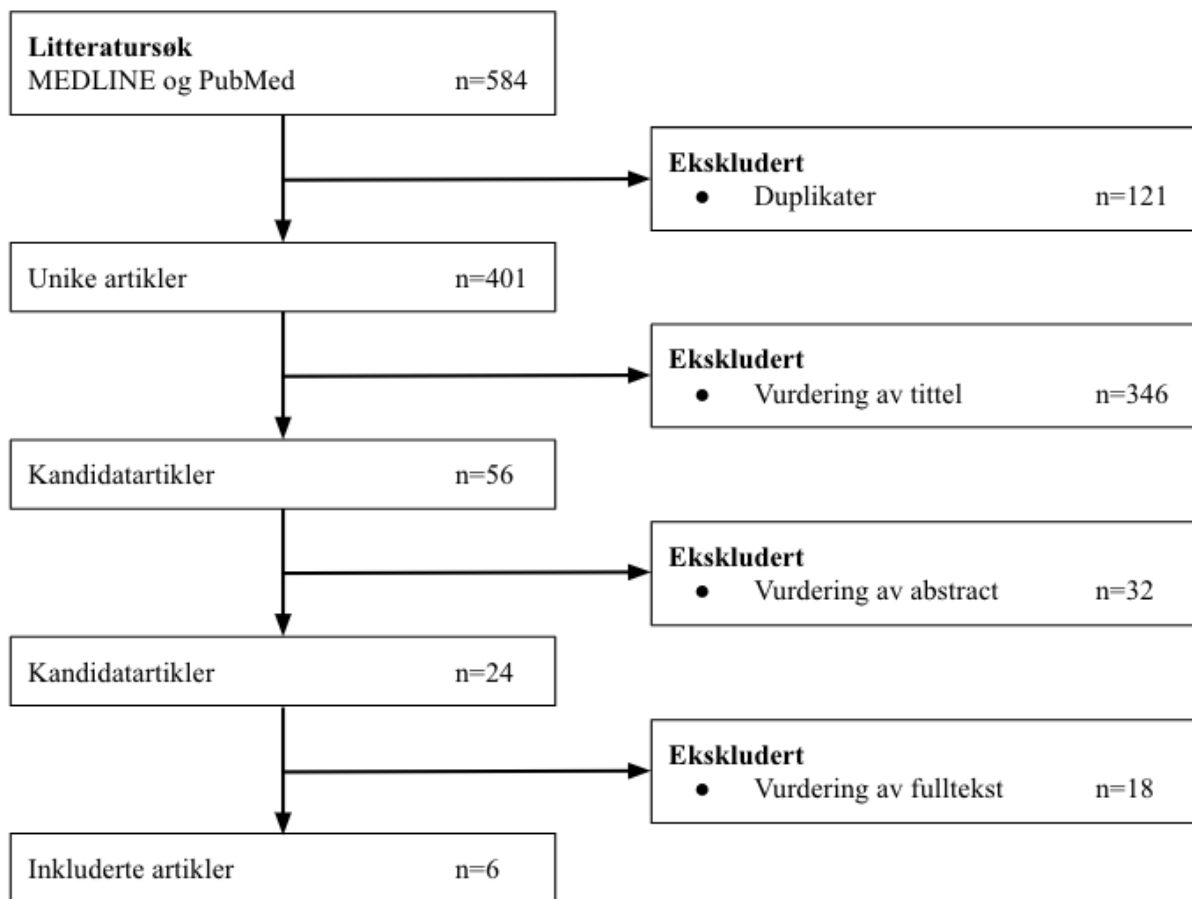 Litteratursøk
MEDLINE og PubMed n=584
Ekskludert
● Duplikater n=121
Unike artikler n=401
Ekskludert
● Vurdering av tittel n=346
Kandidatartikler n=56
Ekskludert
● Vurdering av abstract n=32
Kandidatartikler n=24
Ekskludert
● Vurdering av fulltekst n=18
Inkluderte artikler n=6